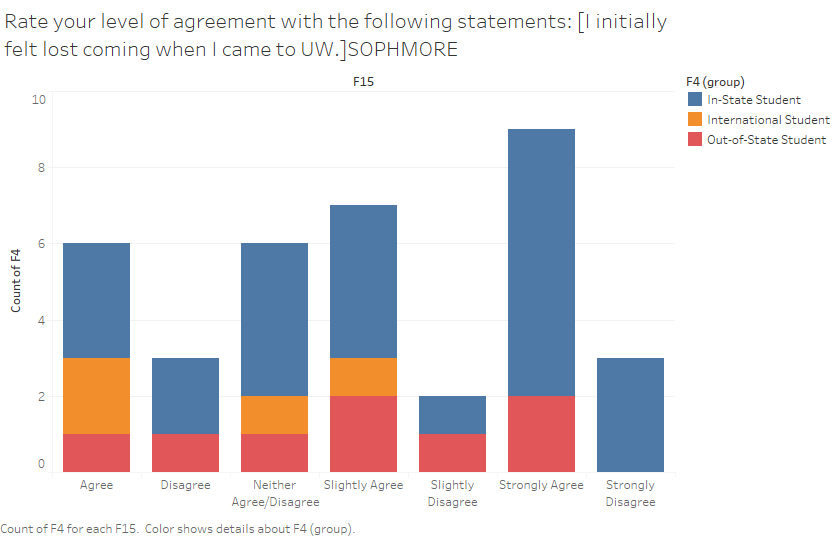 Rate your level of agreement with the following statements: [I initially
felt lost coming when I came to UW.]SOPHMORE
F15
F4 (group)
In-State Student
International Student
Out-of-State Student
Count of F4
10
8
6
4
2
0
Agree
Disagree
Neither
Agree/Disagree
Slightly Agree
Slightly
Disagree
Strongly Agree
Strongly
Disagree
Count of F4 for each F15. Color shows details about F4 (group).